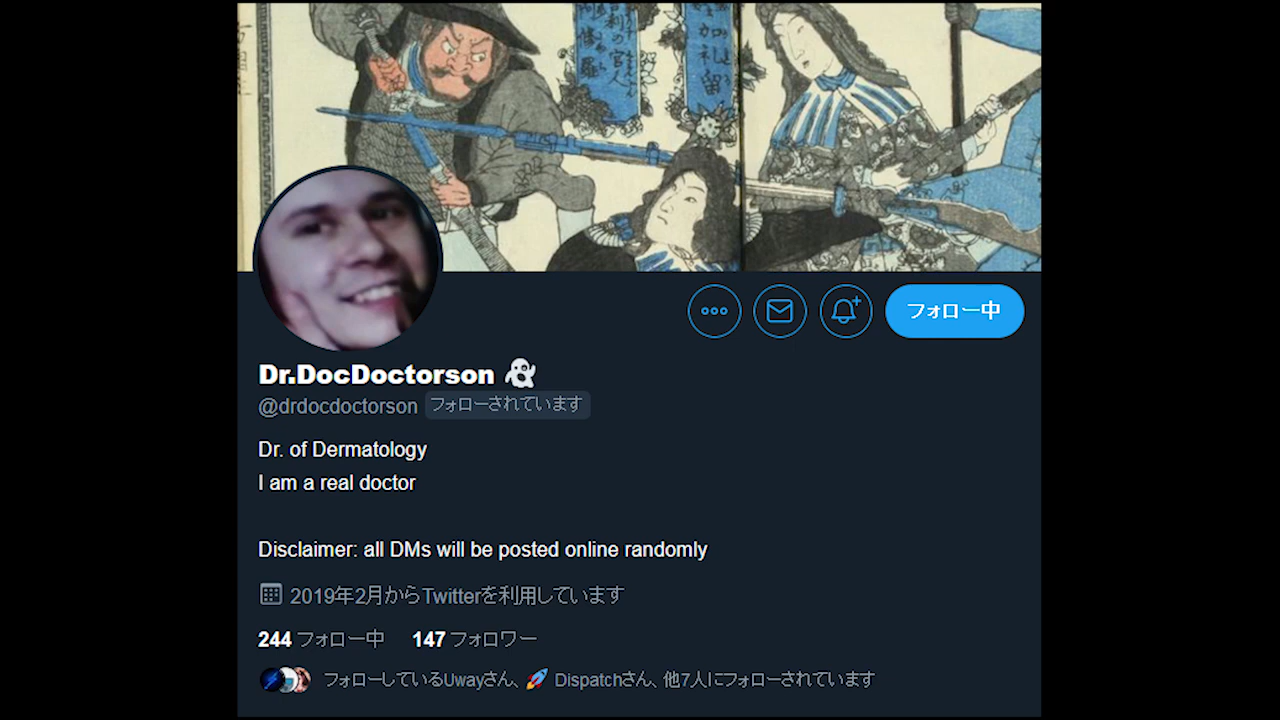 Dr.DocDoctorson
@drdocdoctorson フォローされています
フォロー中
Dr. of Dermatology
I am a real doctor
Disclaimer: all DMs will be posted online randomly
2019年2月からTwitterを利用しています
244 フォロー中 147 フォロワー
フォローしているUwayさん、🚀 Dispatchさん、他7人にフォローされています